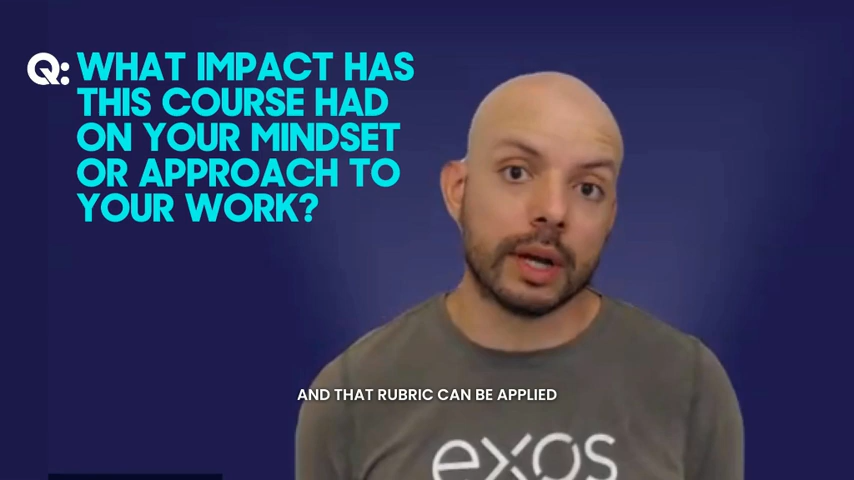 Q: WHAT IMPACT HAS
THIS COURSE HAD
ON YOUR MINDSET
OR APPROACH TO
YOUR WORK?
AND THAT RUBRIC CAN BE APPLIED
exos